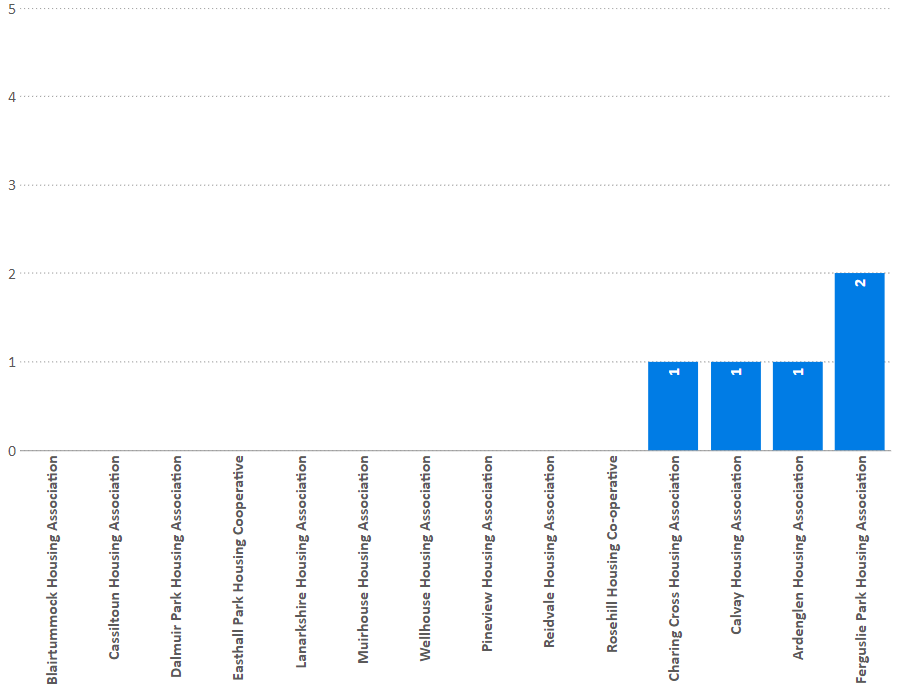 5
4
3
2
1
0
1
1
1
2
Blairtummock Housing Association
Cassiltoun Housing Association
Dalmuir Park Housing Association
Easthall Park Housing Cooperative
Lanarkshire Housing Association
Muirhouse Housing Association
Wellhouse Housing Association
Pineview Housing Association
Reidvale Housing Association
Rosehill Housing Co-operative
Charing Cross Housing Association
Calvay Housing Association
Ardenglen Housing Association
Ferguslie Park Housing Association